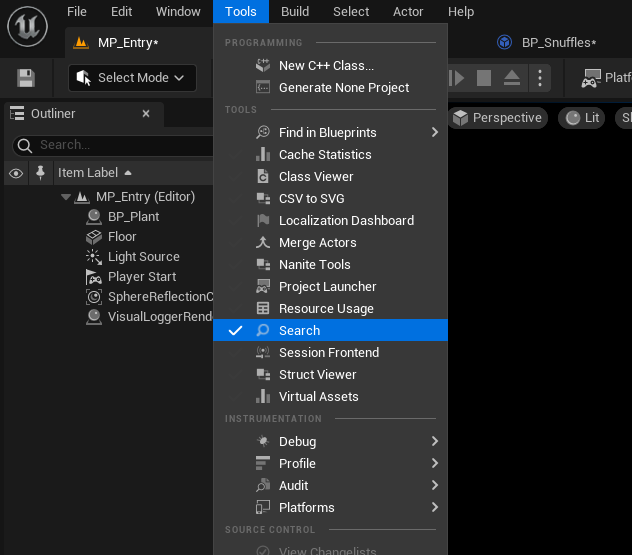 File Edit Window Tools Build Select Actor Help
MP_Entry*
BP_Snuffles*
Select Mode
Platf
Outliner
Search...
Perspective
Lit
Item Label
MP_Entry (Editor)
BP_Plant
Floor
Light Source
Player Start
SphereReflectionC
VisualLoggerRende
PROGRAMMING
New C++ Class...
Generate None Project
TOOLS
Find in Blueprints
Cache Statistics
Class Viewer
CSV to SVG
Localization Dashboard
Merge Actors
Nanite Tools
Project Launcher
Resource Usage
Search
Session Frontend
Struct Viewer
Virtual Assets
INSTRUMENTATION
Debug
Profile
Audit
Platforms
SOURCE CONTROL
View Changelists